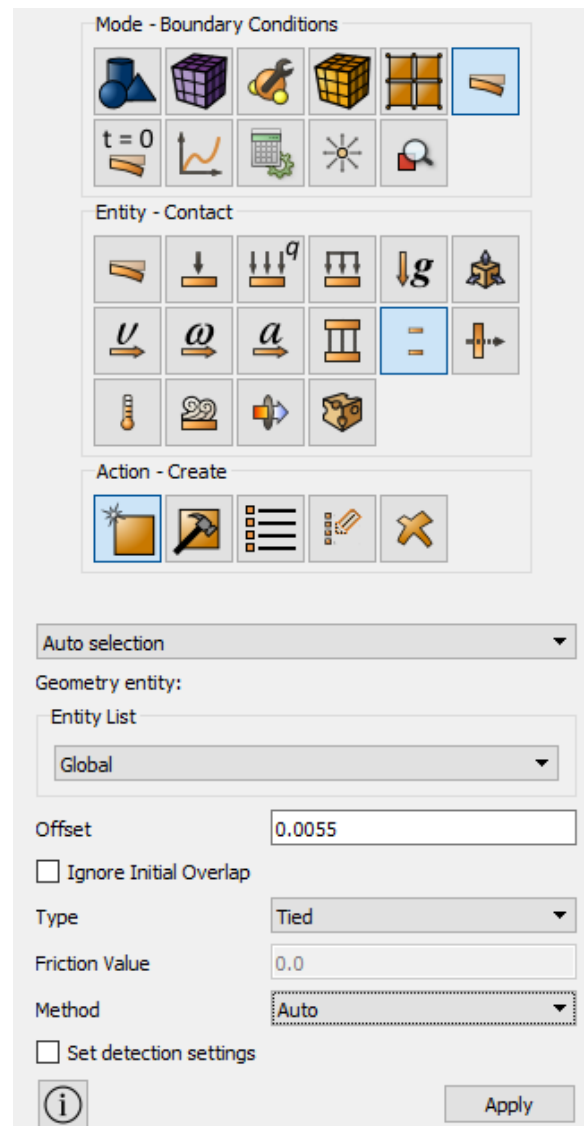 Mode - Boundary Conditions
t = 0
Entity - Contact
q
g
v
ω
a
Action - Create
Auto selection
Geometry entity:
Entity List
Global
Offset 0.0055
Ignore Initial Overlap
Type Tied
Friction Value 0.0
Method Auto
Set detection settings
i Apply